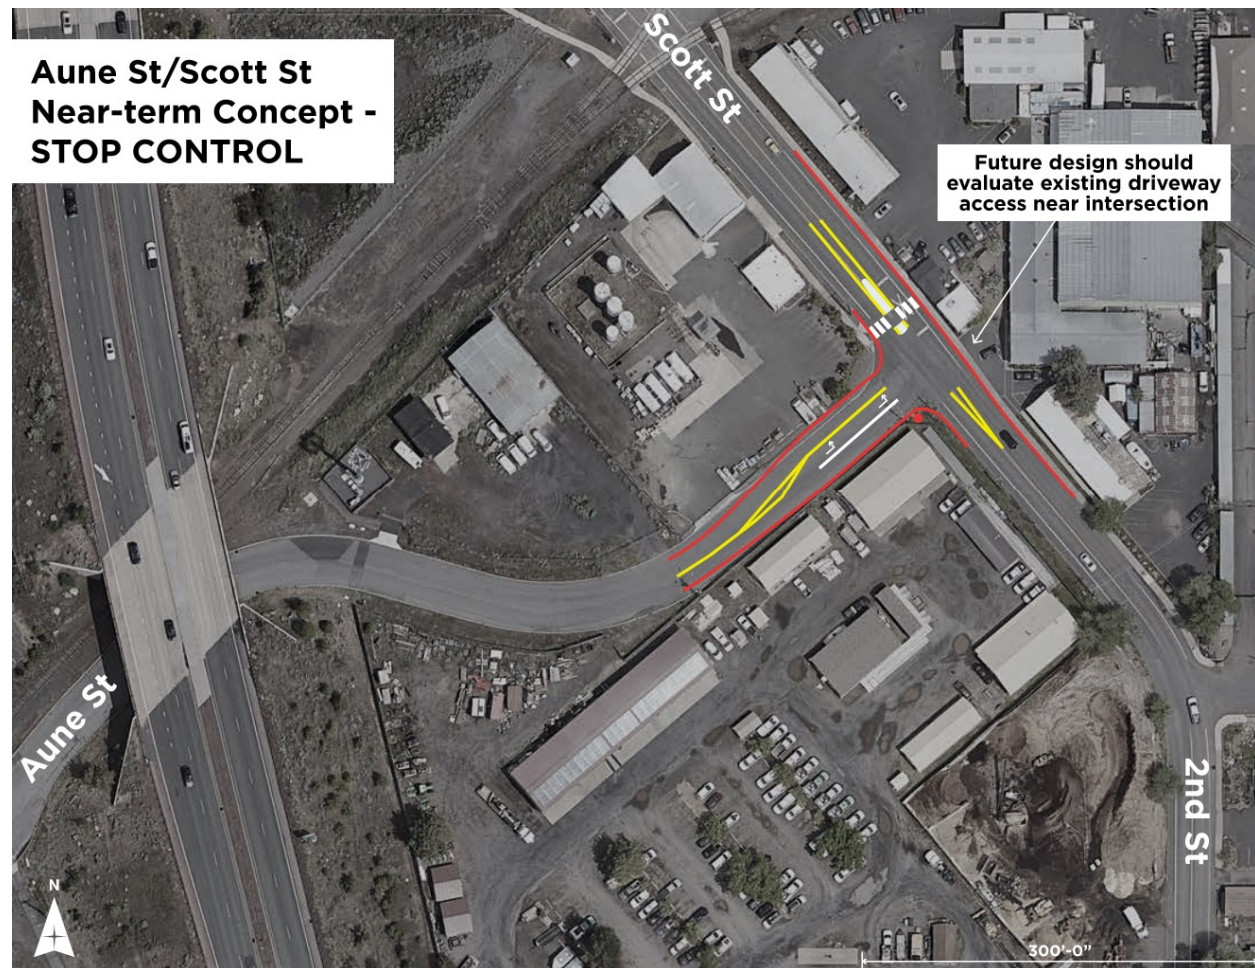 Aune St/Scott St
Near-term Concept -
STOP CONTROL
Scott St
Future design should
evaluate existing driveway
access near intersection
Aune St
2nd St
N
300'-0"